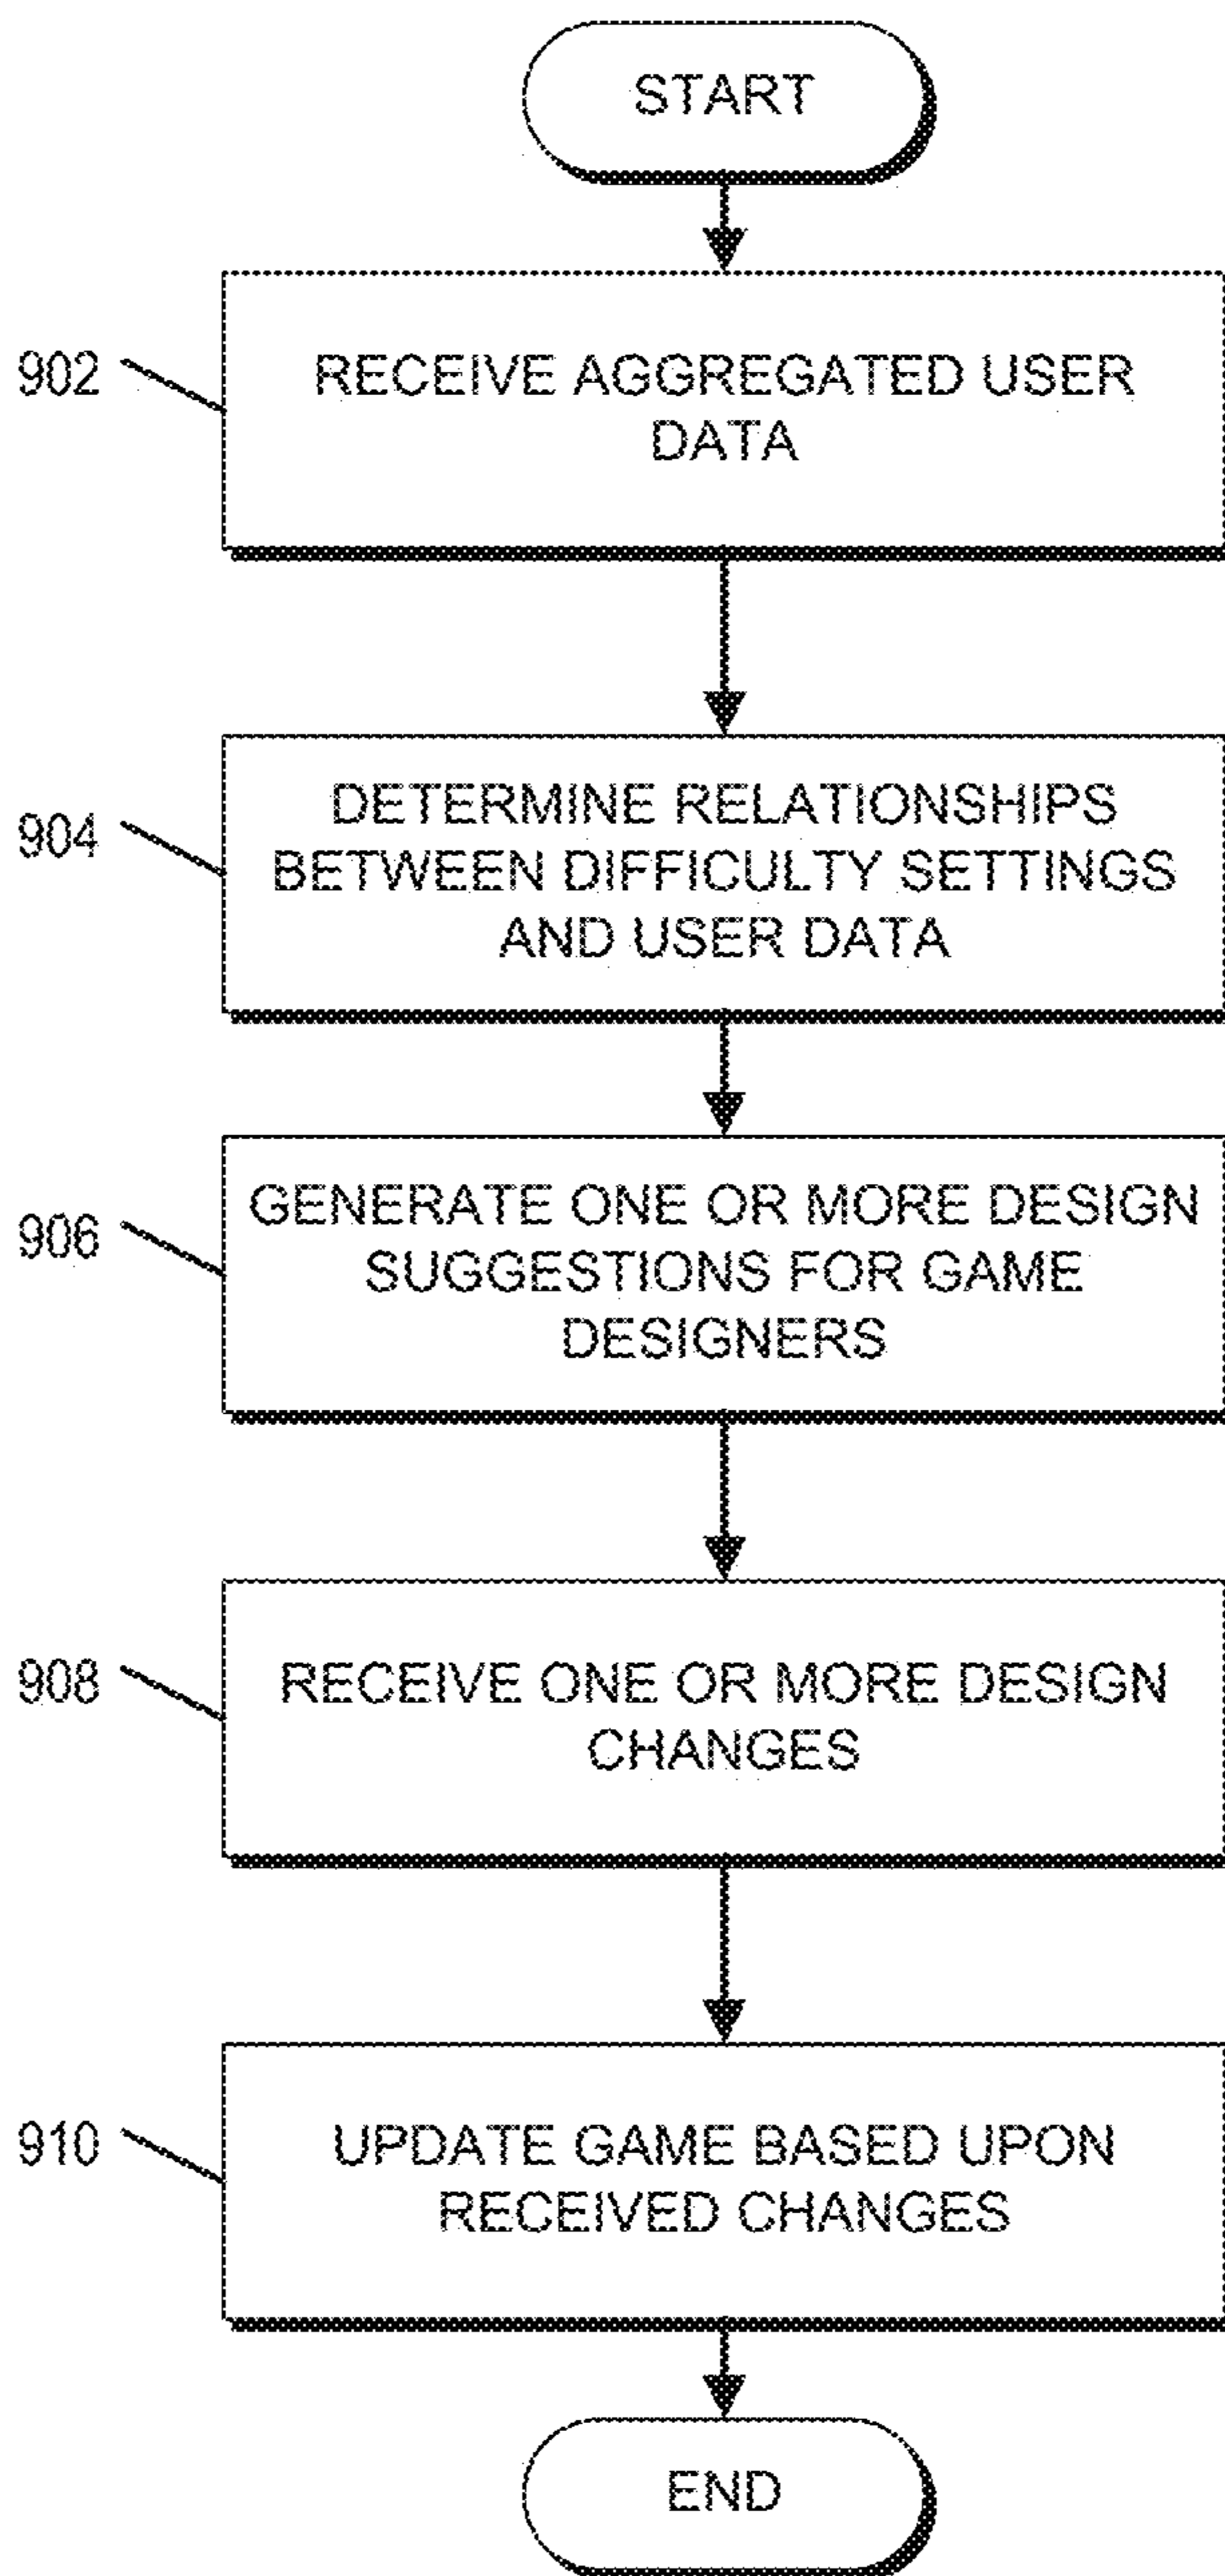 START
902
RECEIVE AGGREGATED USER
DATA
904
DETERMINE RELATIONSHIPS
BETWEEN DIFFICULTY SETTINGS
AND USER DATA
906
GENERATE ONE OR MORE DESIGN
SUGGESTIONS FOR GAME
DESIGNERS
908
RECEIVE ONE OR MORE DESIGN
CHANGES
910
UPDATE GAME BASED UPON
RECEIVED CHANGES
END